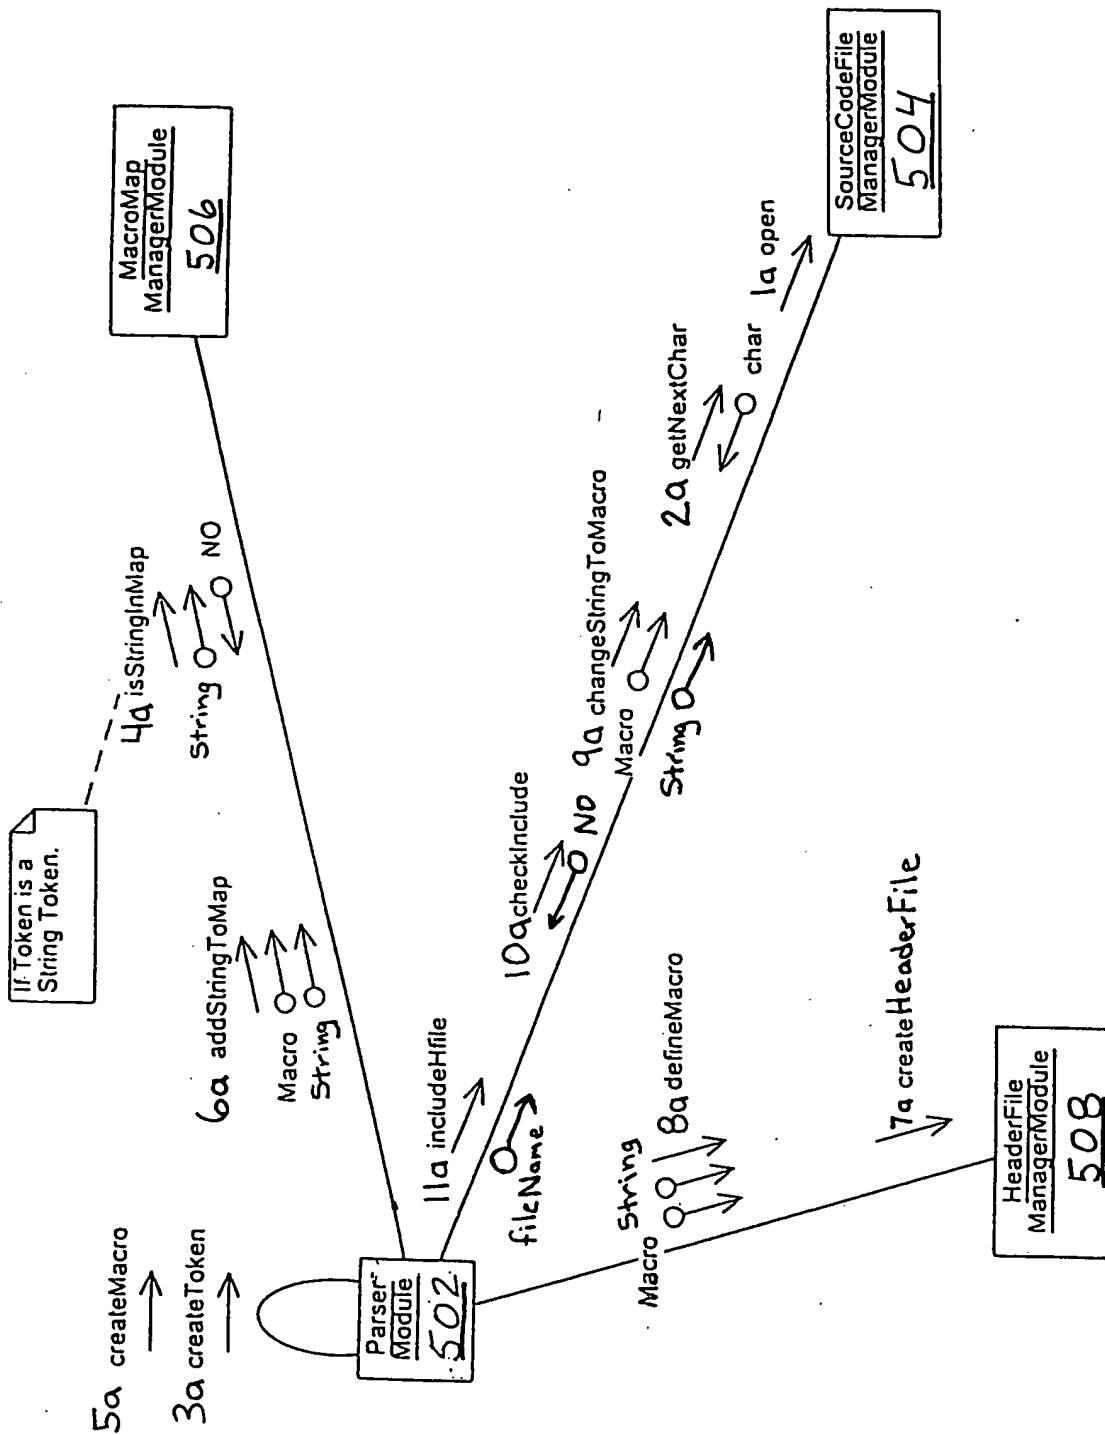 If Token is a
String Token.
MacroMap
ManagerModule
506
4a isStringInMap
String
NO
6a addStringToMap
Macro
String
5a createMacro
3a createToken
Parser-
Module
502
11a includeHfile
fileName
10a checkInclude
NO
9a changeStringToMacro
Macro
String
2a getNextChar
char
1a open
SourceCodeFile
ManagerModule
504
Macro
String
8a defineMacro
7a createHeaderFile
HeaderFile
ManagerModule
508